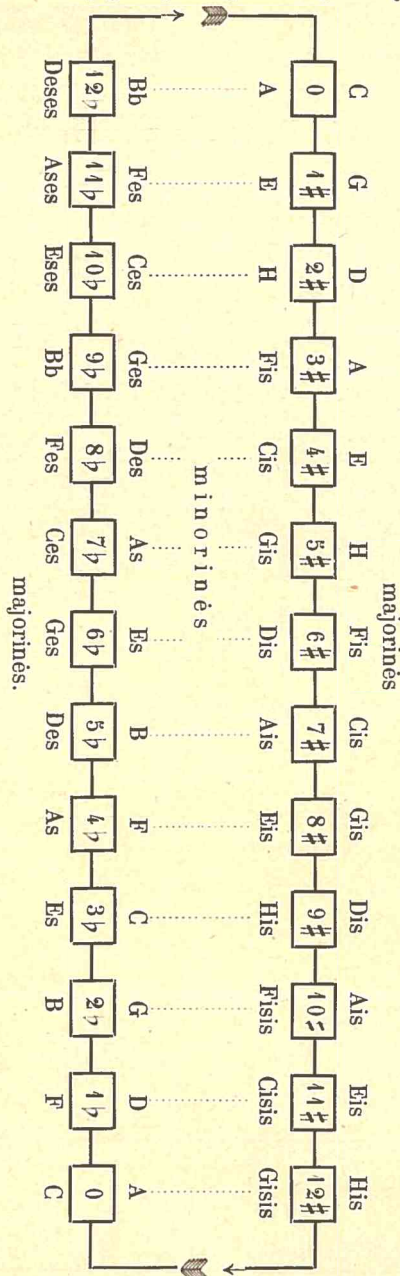 majorinės
C G D A E H Fis Cis Gis Dis Ais Eis His
0 1♯ 2♯ 3♯ 4♯ 5♯ 6♯ 7♯ 8♯ 9♯ 10♯ 11♯ 12♯
A E H Fis Cis Gis Dis Ais Eis His Fisis Cisis Gisis
minorinės
Bb Fes Ces Ges Des As Es B F C G D A
12♭ 11♭ 10♭ 9♭ 8♭ 7♭ 6♭ 5♭ 4♭ 3♭ 2♭ 1♭ 0
Deses Ases Eses Bb Fes Ces Ges Des As Es B F C
majorinės.